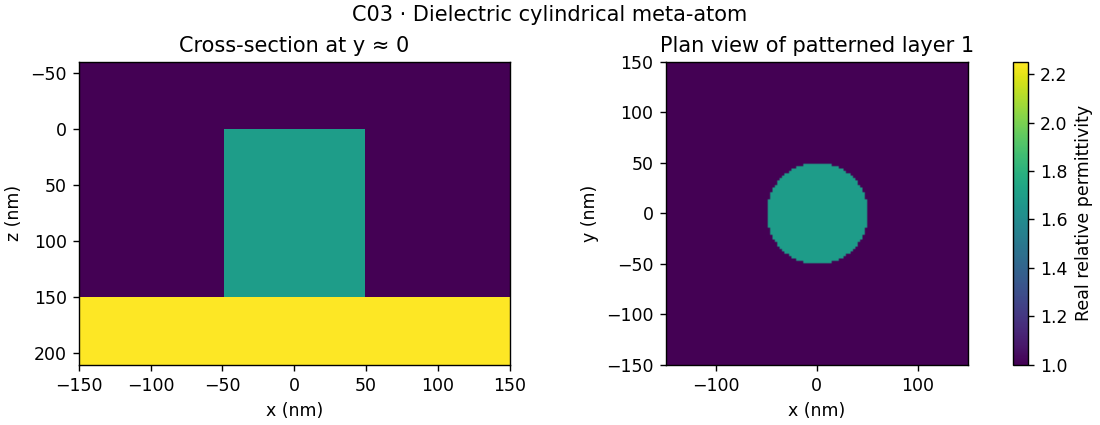 C03 · Dielectric cylindrical meta-atom
Cross-section at y ≈ 0
−50
0
50
100
150
200
z (nm)
−150 −100 −50 0 50 100 150
x (nm)
Plan view of patterned layer 1
150
100
50
0
−50
−100
−150
y (nm)
−100 0 100
x (nm)
2.2
2.0
1.8
1.6
1.4
1.2
1.0
Real relative permittivity